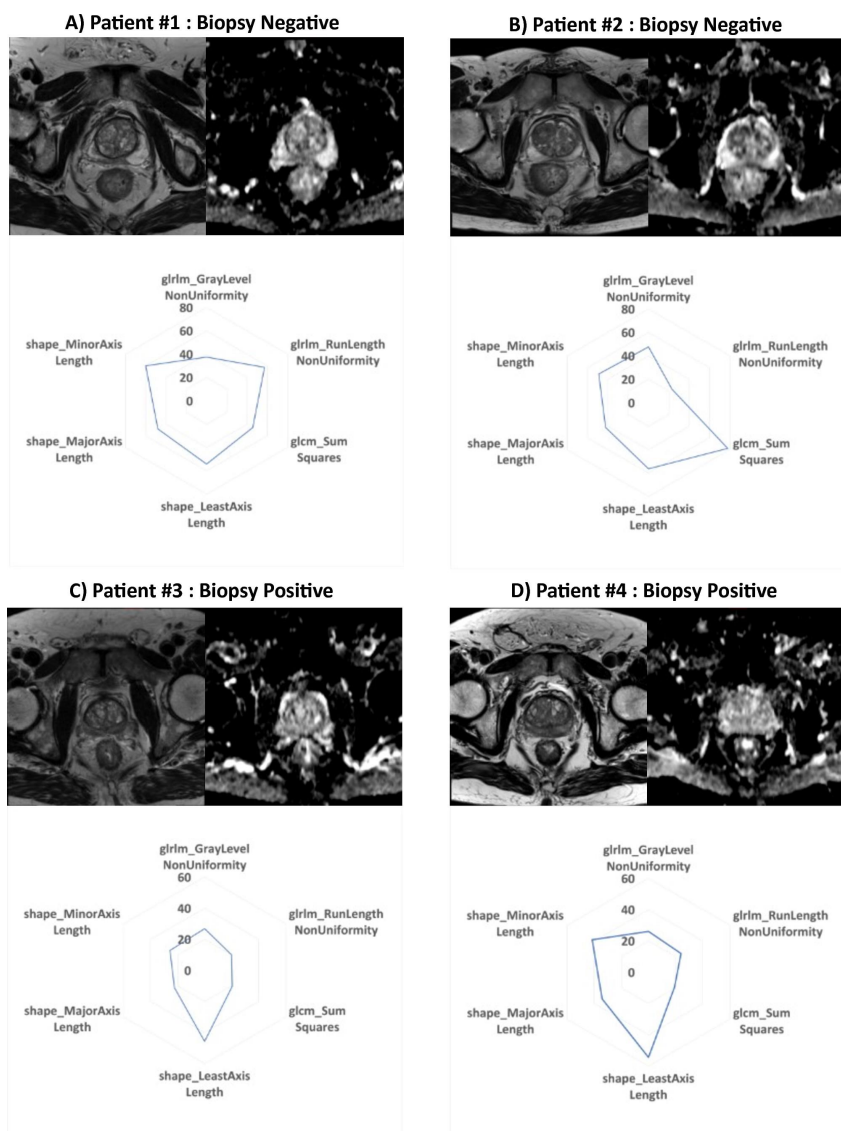 A) Patient #1 : Biopsy Negative
glrlm_GrayLevel
NonUniformity
80
60
40
20
0
shape_MinorAxis
Length
glrlm_RunLength
NonUniformity
shape_MajorAxis
Length
glcm_Sum
Squares
shape_LeastAxis
Length
B) Patient #2 : Biopsy Negative
glrlm_GrayLevel
NonUniformity
80
60
40
20
0
shape_MinorAxis
Length
glrlm_RunLength
NonUniformity
shape_MajorAxis
Length
glcm_Sum
Squares
shape_LeastAxis
Length
C) Patient #3 : Biopsy Positive
glrlm_GrayLevel
NonUniformity
60
40
20
0
shape_MinorAxis
Length
glrlm_RunLength
NonUniformity
shape_MajorAxis
Length
glcm_Sum
Squares
shape_LeastAxis
Length
D) Patient #4 : Biopsy Positive
glrlm_GrayLevel
NonUniformity
60
40
20
0
shape_MinorAxis
Length
glrlm_RunLength
NonUniformity
shape_MajorAxis
Length
glcm_Sum
Squares
shape_LeastAxis
Length